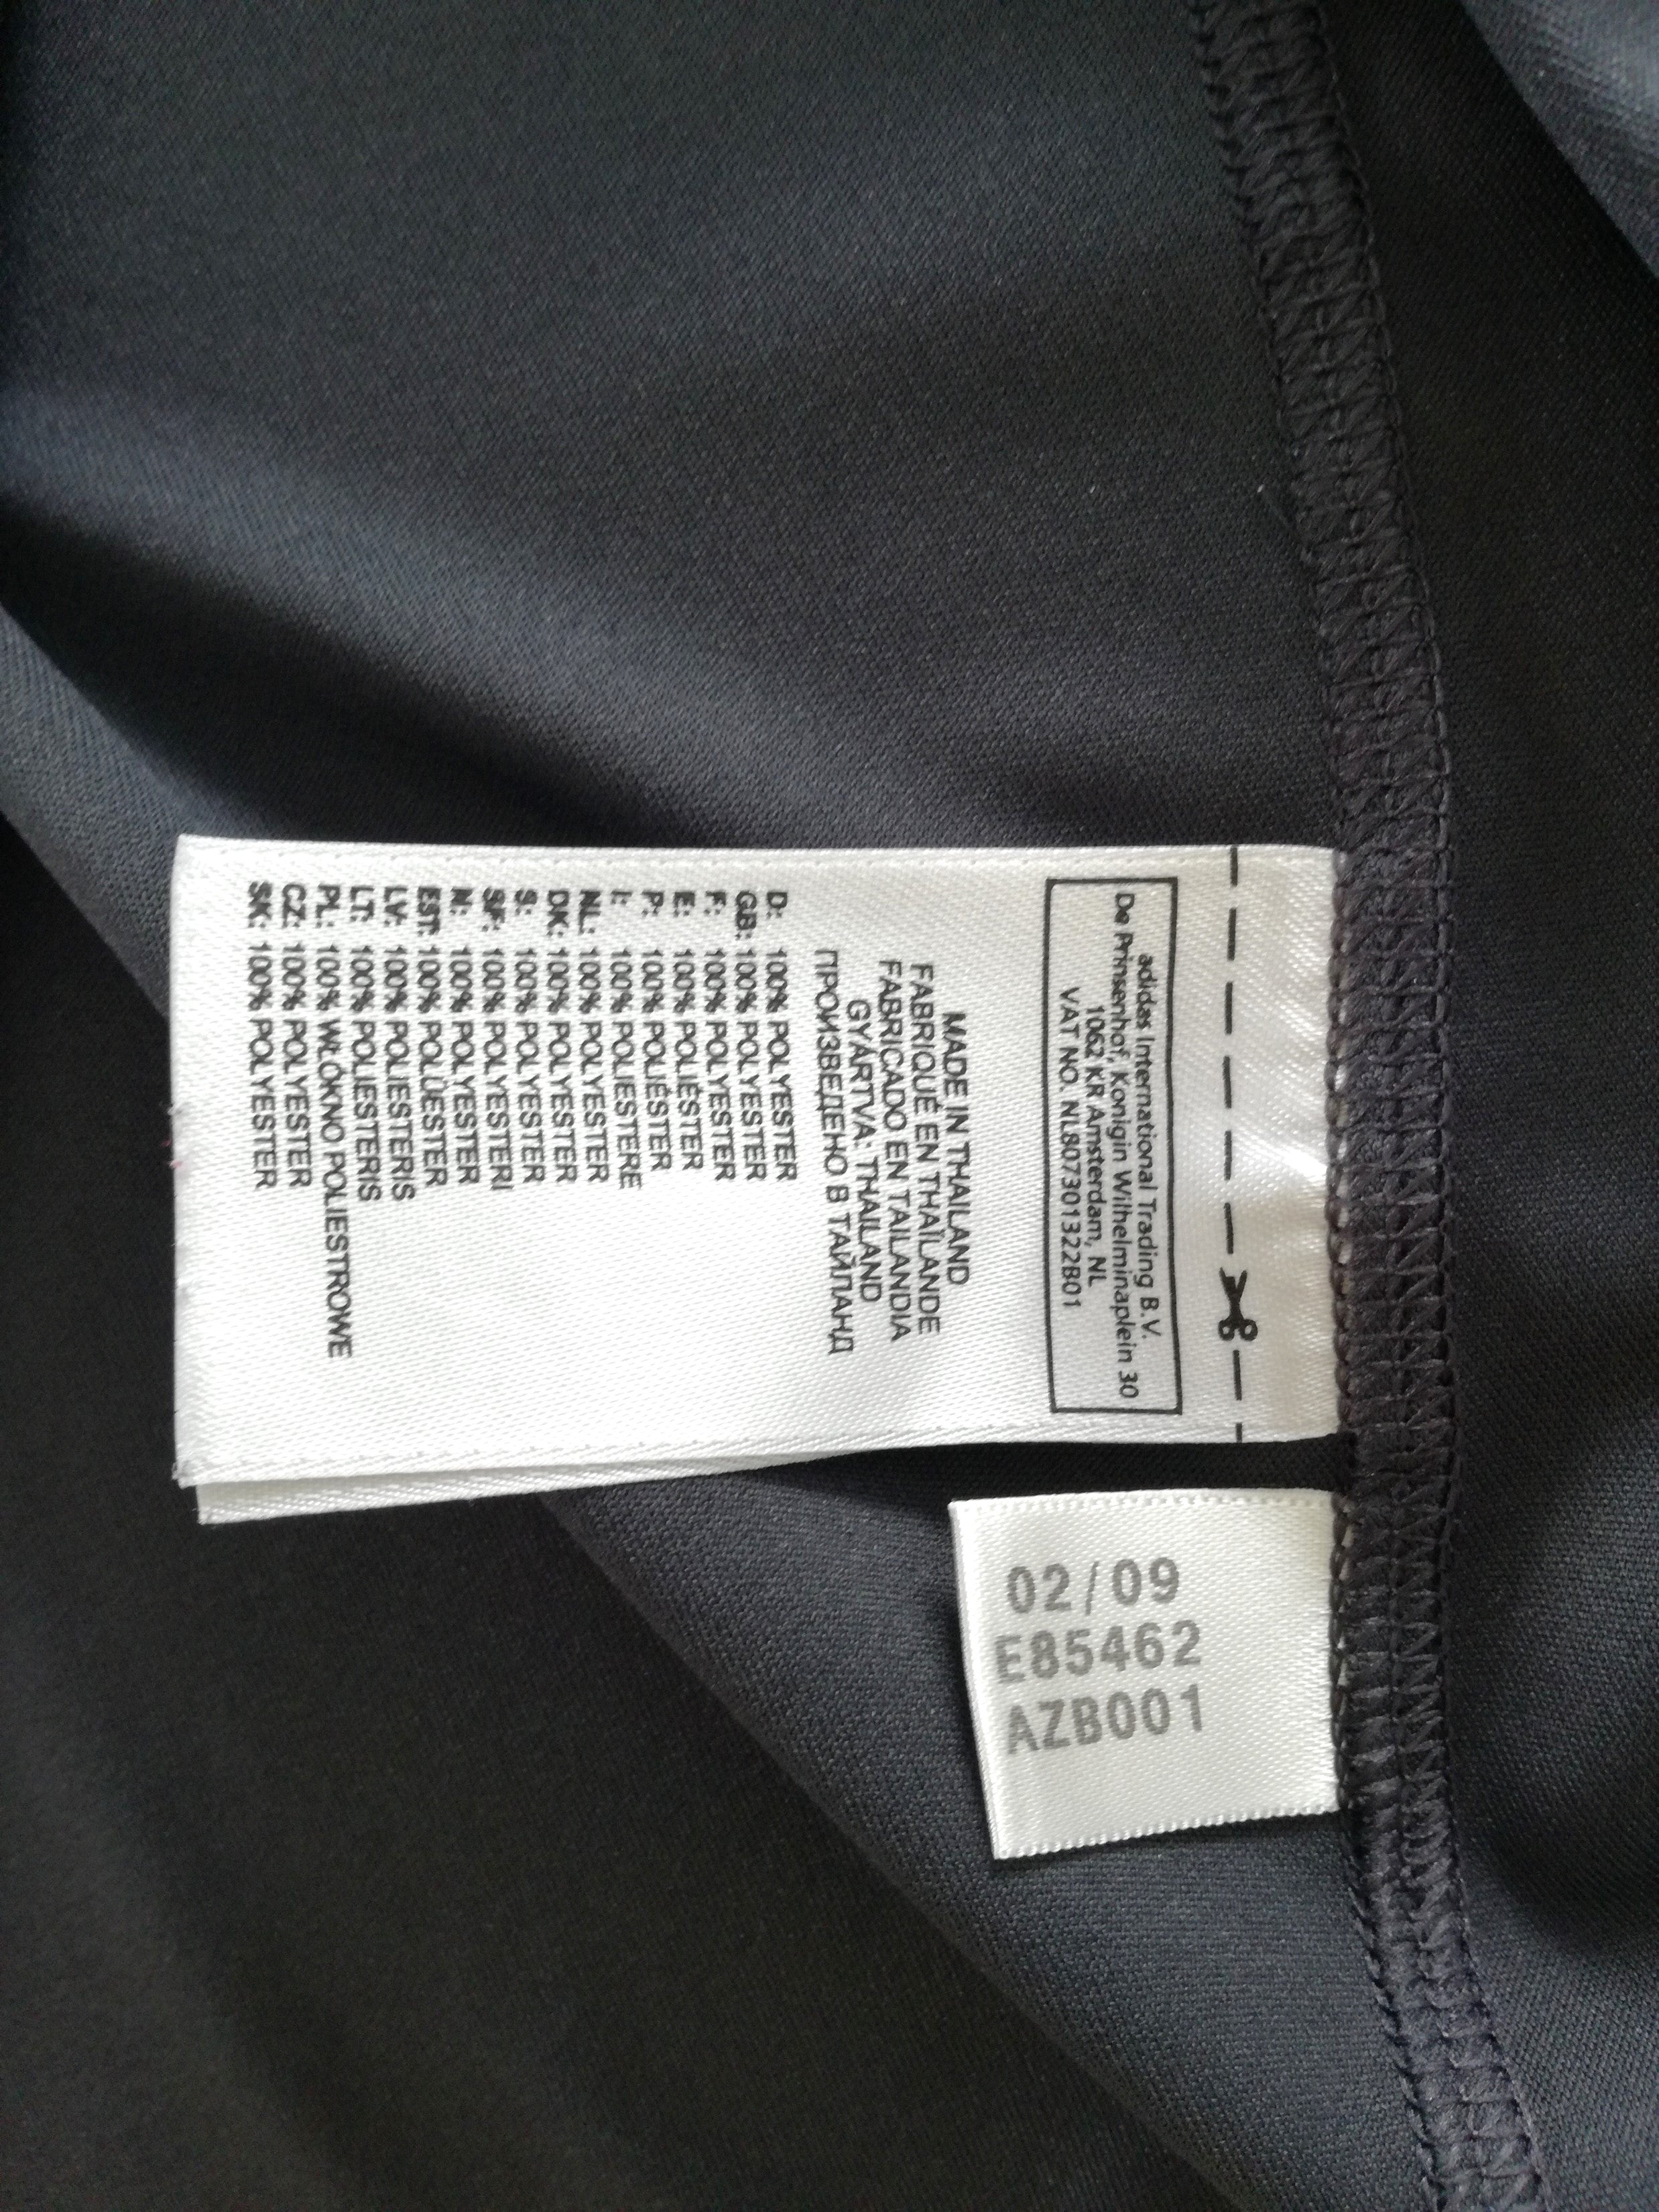 adidas International Trading B.V.
De Prinsenhof, Konigin Wilhelminaplein 30
1062 KR Amsterdam, NL
VAT NO. NL807301322B01
MADE IN THAILAND
FABRIQUÉ EN THAÏLANDE
FABRICADO EN TAILANDIA
GYÁRTVA: THAILAND
ПРОИЗВЕДЕНО В ТАЙЛАНД
D: 100% POLYESTER
GB: 100% POLYESTER
F: 100% POLYESTER
E: 100% POLIÉSTER
P: 100% POLIÉSTER
I: 100% POLIESTERE
NL: 100% POLYESTER
DK: 100% POLYESTER
S: 100% POLYESTER
SF: 100% POLYESTERI
N: 100% POLYESTER
EST: 100% POLÜESTER
LV: 100% POLIESTERIS
LT: 100% POLIESTERIS
PL: 100% WŁÓKNO POLIESTROWE
CZ: 100% POLYESTER
SK: 100% POLYESTER
02/09
E85462
AZB001